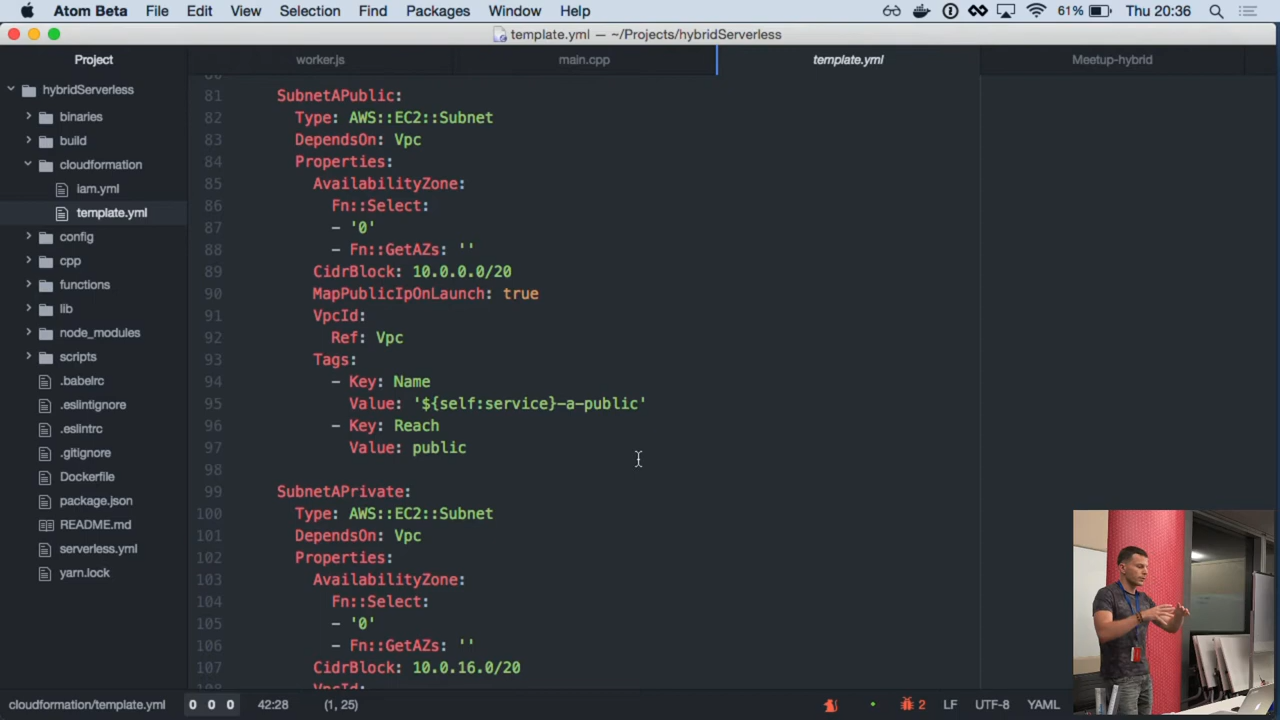 Atom Beta File Edit View Selection Find Packages Window Help 61% Thu 20:36
template.yml — ~/Projects/hybridServerless
Project
worker.js main.cpp template.yml Meetup-hybrid
hybridServerless
binaries
build
cloudformation
iam.yml
template.yml
config
cpp
functions
lib
node_modules
scripts
.babelrc
.eslintignore
.eslintrc
.gitignore
Dockerfile
package.json
README.md
serverless.yml
yarn.lock
81 SubnetAPublic:
82 Type: AWS::EC2::Subnet
83 DependsOn: Vpc
84 Properties:
85 AvailabilityZone:
86 Fn::Select:
87 - '0'
88 - Fn::GetAZs: ''
89 CidrBlock: 10.0.0.0/20
90 MapPublicIpOnLaunch: true
91 VpcId:
92 Ref: Vpc
93 Tags:
94 - Key: Name
95 Value: '${self:service}-a-public'
96 - Key: Reach
97 Value: public
98
99 SubnetAPrivate:
100 Type: AWS::EC2::Subnet
101 DependsOn: Vpc
102 Properties:
103 AvailabilityZone:
104 Fn::Select:
105 - '0'
106 - Fn::GetAZs: ''
107 CidrBlock: 10.0.16.0/20
cloudformation/template.yml 0 0 0 42:28 (1, 25) 2 LF UTF-8 YAML